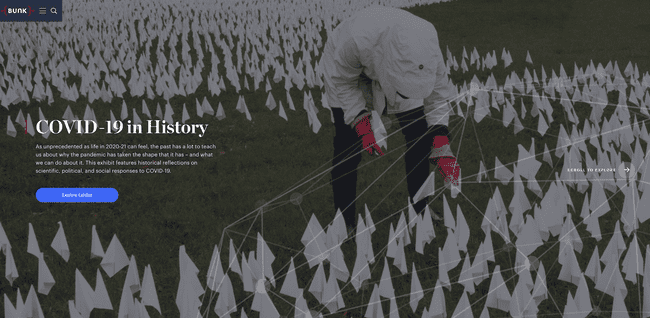 BUNK
COVID-19 in History
As unprecedented as life in 2020-21 can feel, the past has a lot to teach
us about why the pandemic has taken the shape that it has – and what
we can do about it. This exhibit features historical reflections on
scientific, political, and social responses to COVID-19.
SCROLL TO EXPLORE
Explore Exhibit